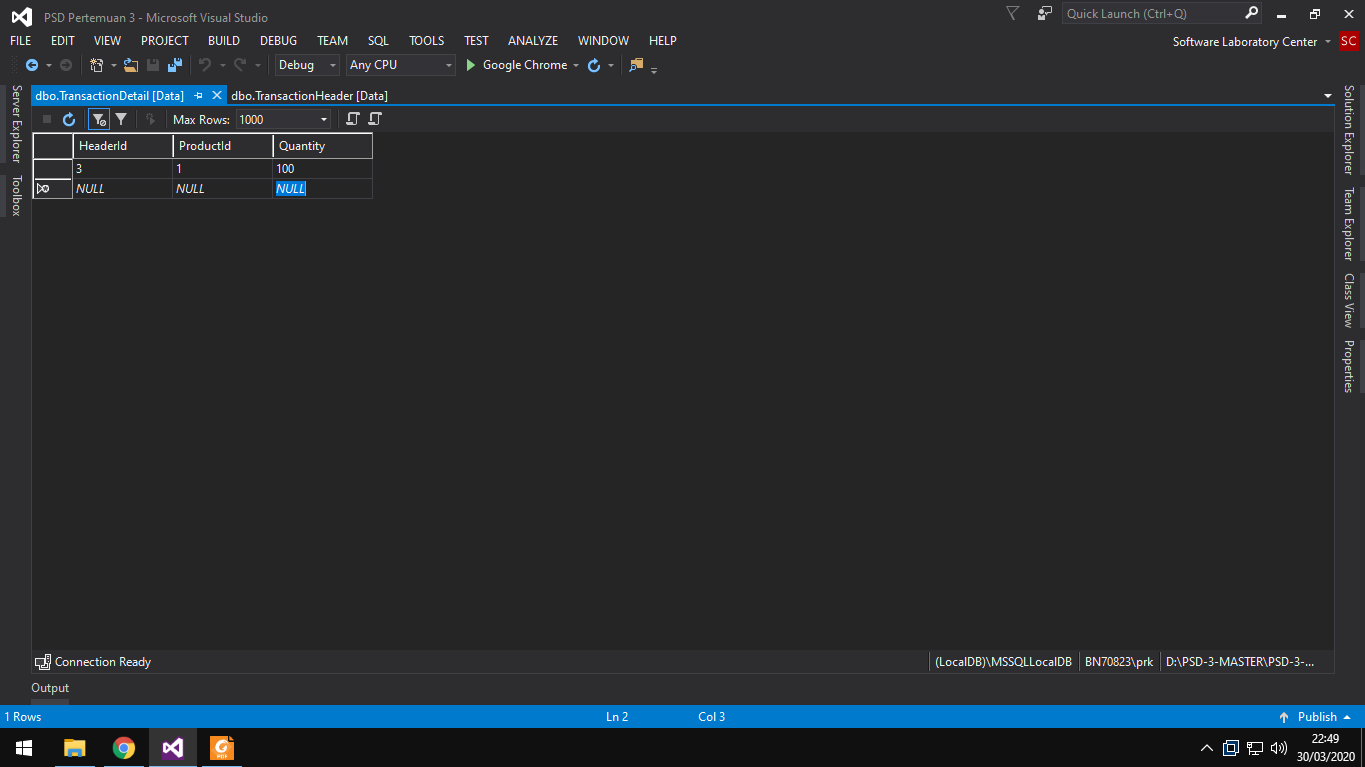 PSD Pertemuan 3 - Microsoft Visual Studio
Quick Launch (Ctrl+Q)
FILE EDIT VIEW PROJECT BUILD DEBUG TEAM SQL TOOLS TEST ANALYZE WINDOW HELP
Software Laboratory Center SC
Debug Any CPU Google Chrome
Server Explorer
Toolbox
dbo.TransactionDetail [Data] dbo.TransactionHeader [Data]
Max Rows: 1000
HeaderId ProductId Quantity
3 1 100
NULL NULL NULL
Solution Explorer
Team Explorer
Class View
Properties
Connection Ready
(LocalDB)\MSSQLLocalDB BN70823\prk D:\PSD-3-MASTER\PSD-3-...
Output
1 Rows Ln 2 Col 3 Publish
PDF
22:49
30/03/2020